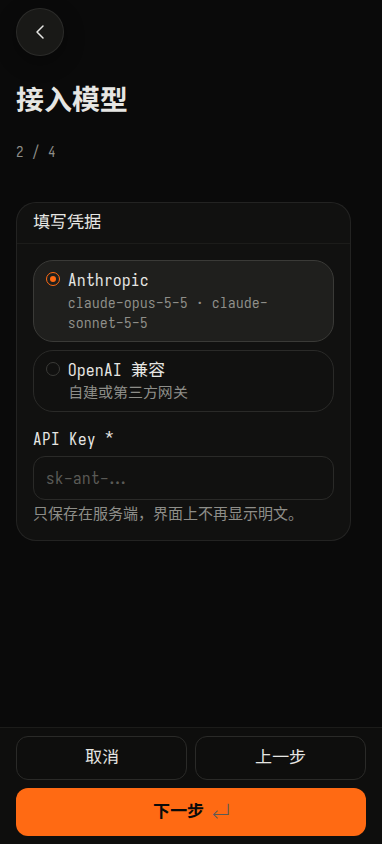 接入模型
2 / 4
填写凭据
Anthropic
claude-opus-5-5 · claude-
sonnet-5-5
OpenAI 兼容
自建或第三方网关
API Key *
sk-ant-...
只保存在服务端，界面上不再显示明文。
取消
上一步
下一步